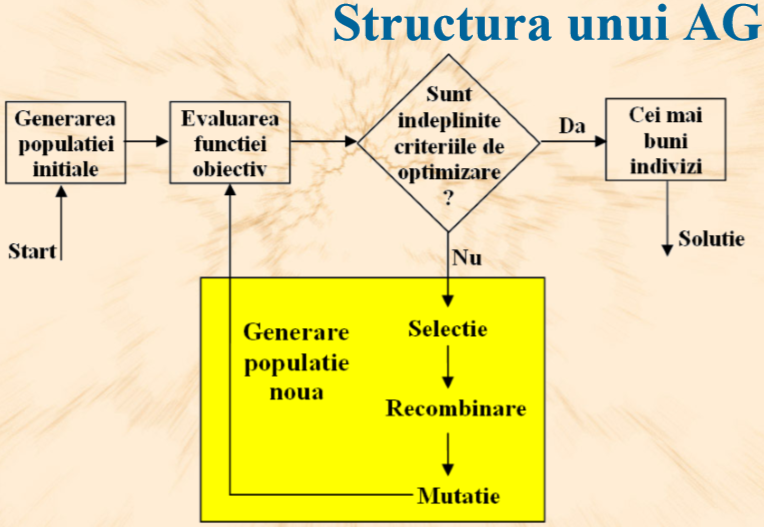 Structura unui AG
Generarea
populatiei
initiale
Evaluarea
functiei
obiectiv
Sunt
indeplinite
criteriile de
optimizare
?
Da
Cei mai
buni
indivizi
Start
Solutie
Nu
Generare
populatie
noua
Selectie
Recombinare
Mutatie